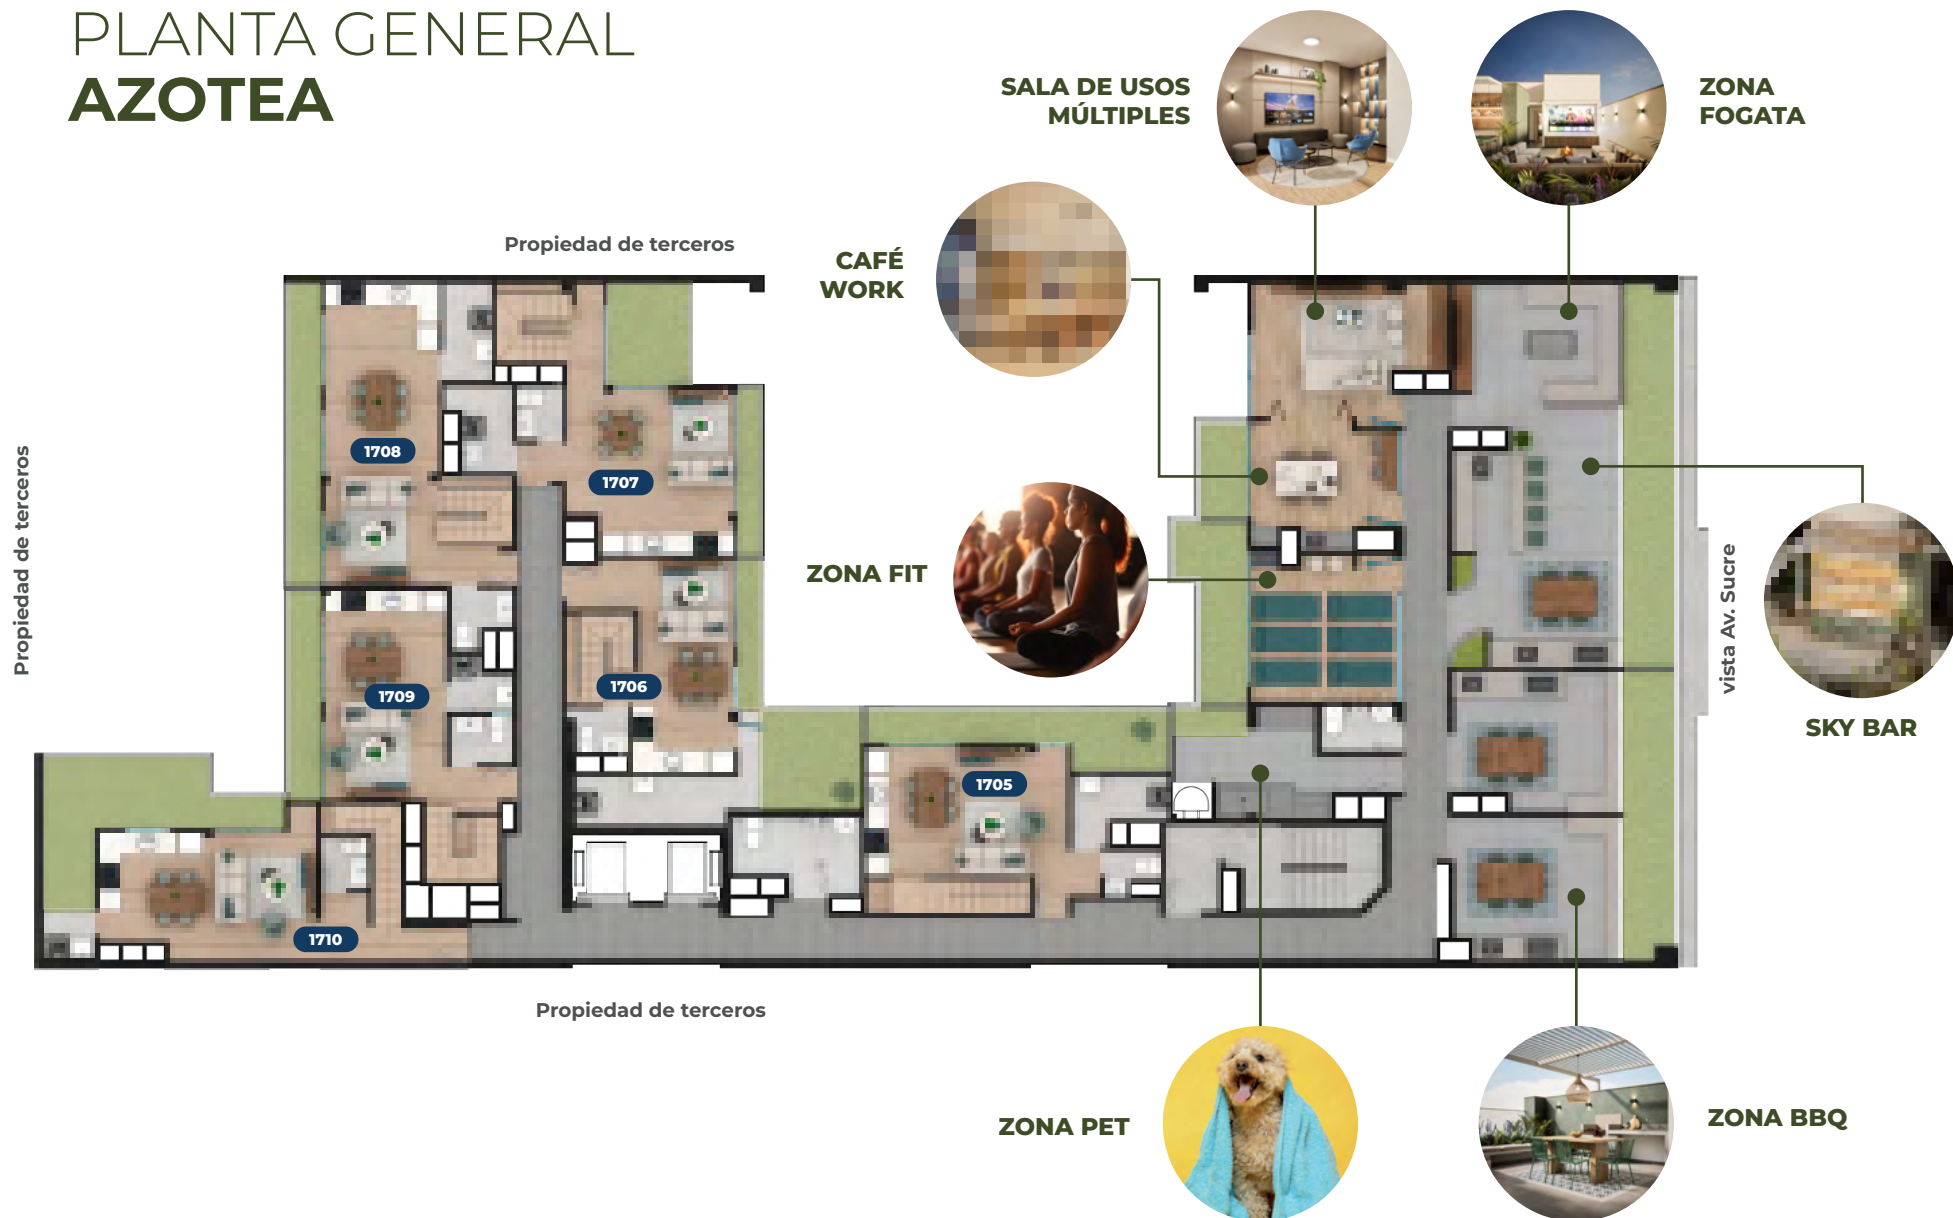 PLANTA GENERAL
AZOTEA
SALA DE USOS
MÚLTIPLES
ZONA
FOGATA
Propiedad de terceros
CAFÉ
WORK
1708
1707
Propiedad de terceros
ZONA FIT
vista Av. Sucre
1706
1709
SKY BAR
1705
1710
Propiedad de terceros
ZONA PET
ZONA BBQ